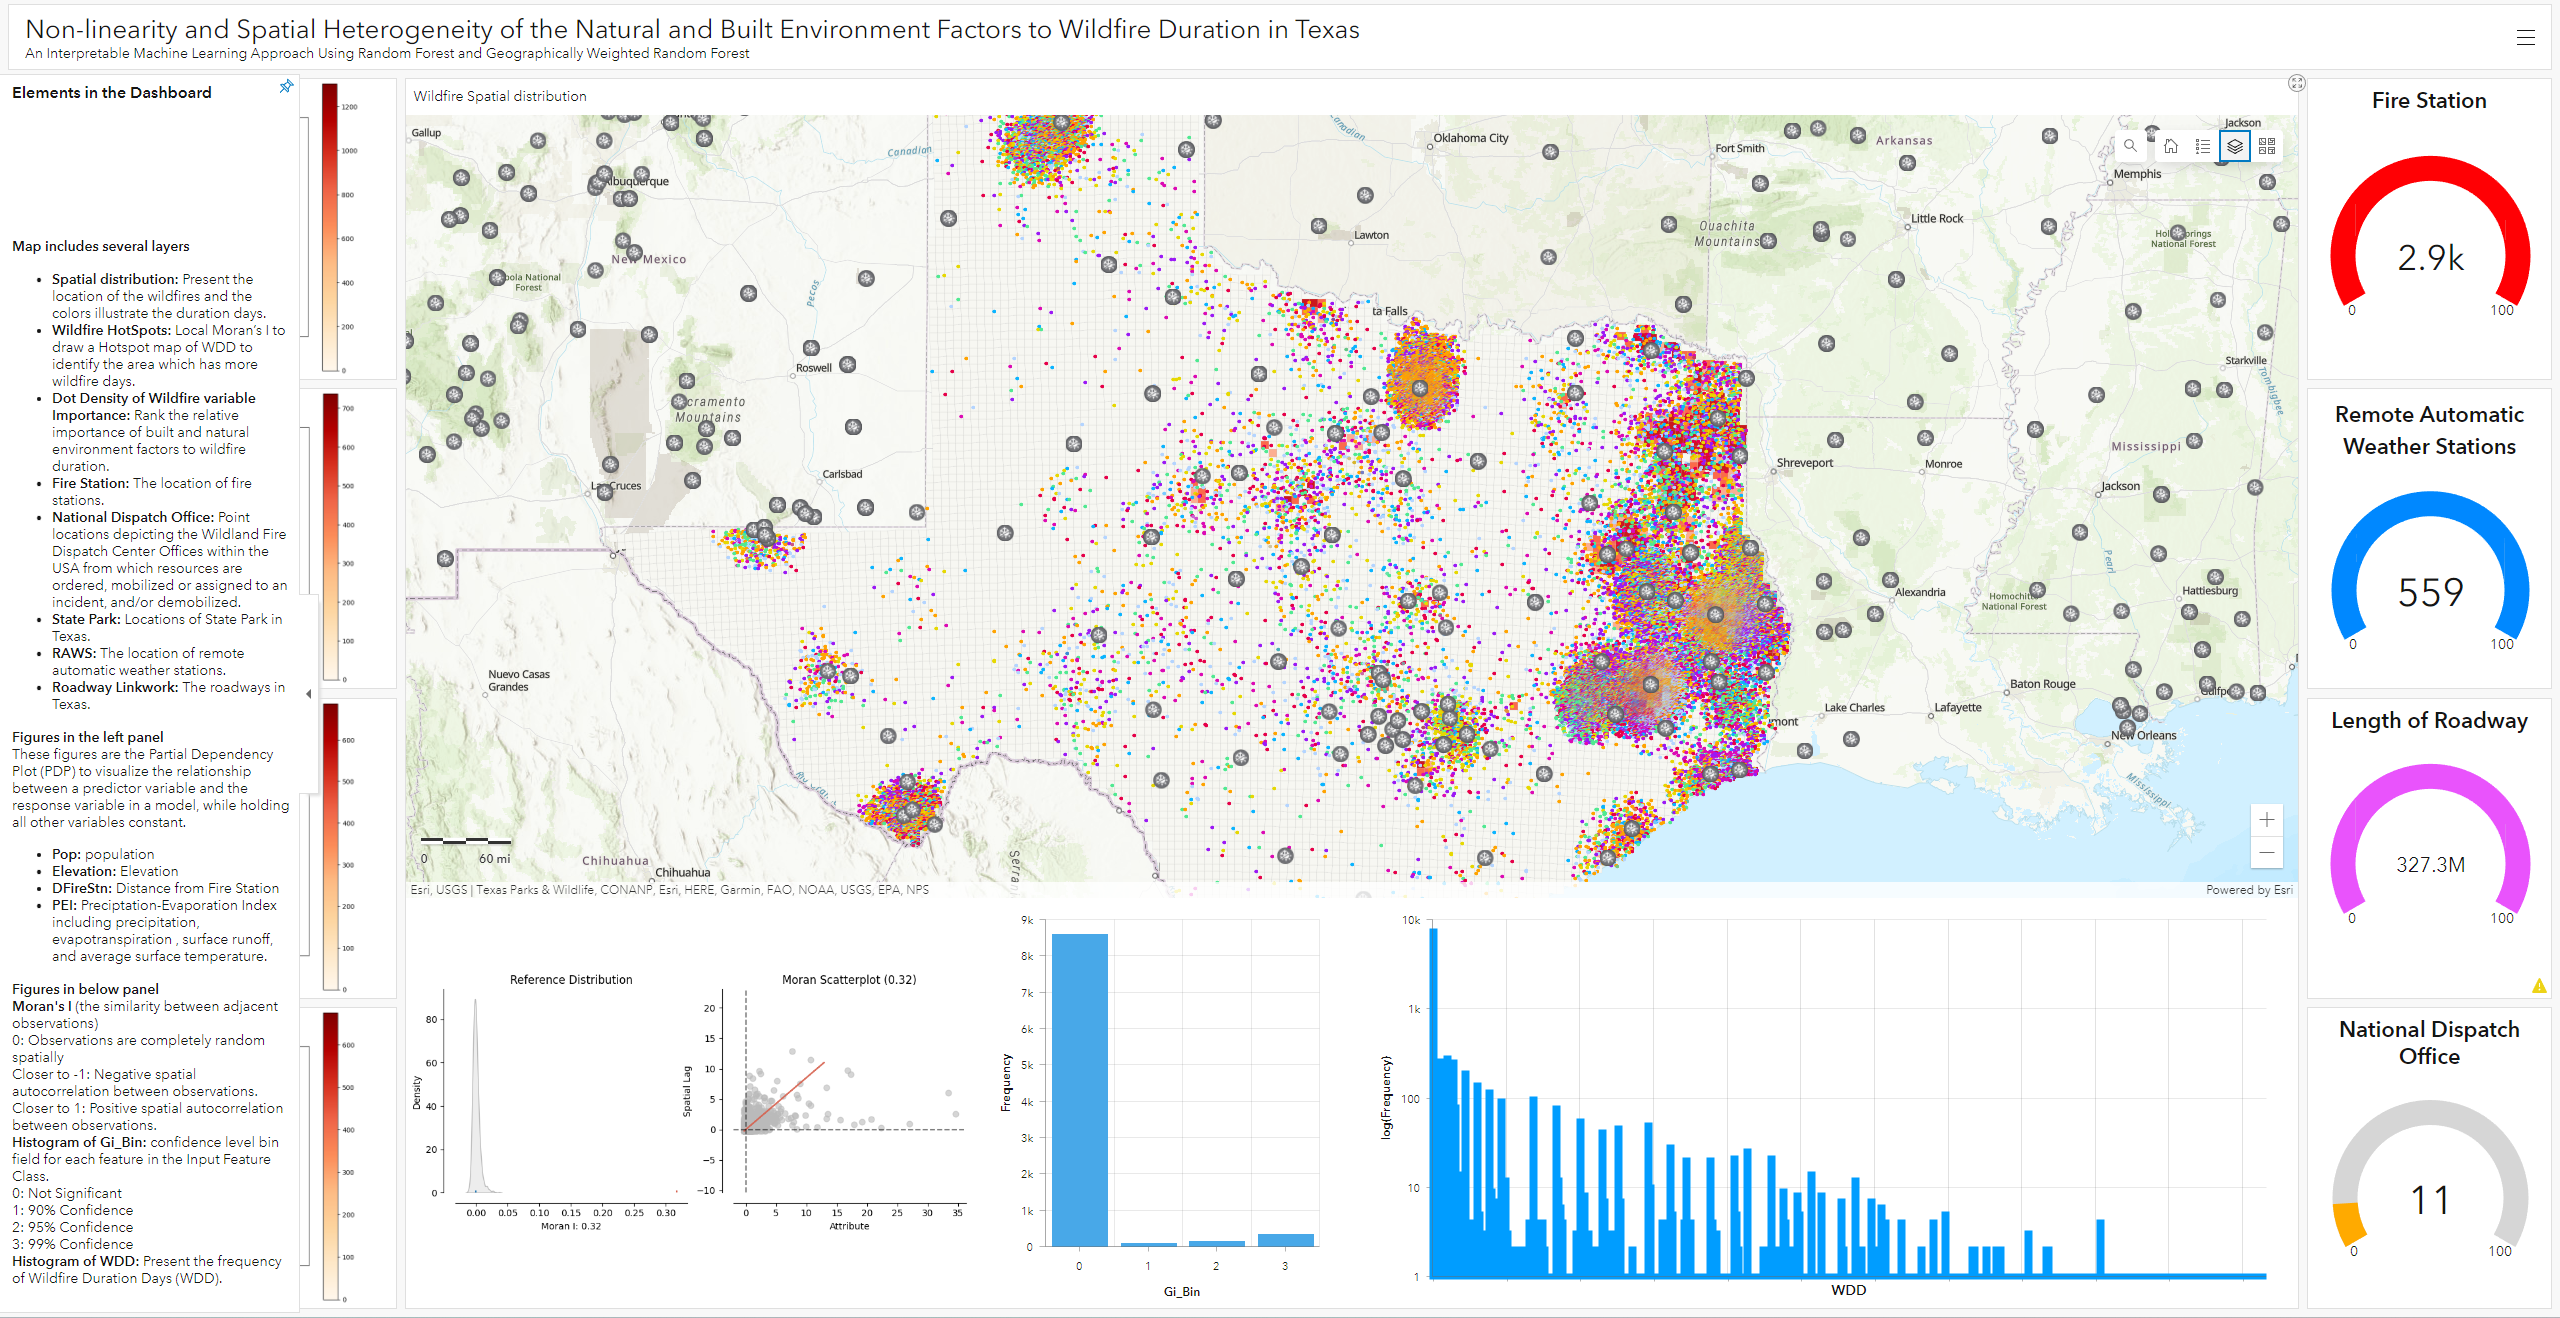 Non-linearity and Spatial Heterogeneity of the Natural and Built Environment Factors to Wildfire Duration in Texas
An Interpretable Machine Learning Approach Using Random Forest and Geographically Weighted Random Forest
Elements in the Dashboard
Map includes several layers
Spatial distribution: Present the
location of the wildfires and the
colors illustrate the duration days.
Wildfire HotSpots: Local Moran's I to
draw a Hotspot map of WDD to
identify the area which has more
wildfire days.
Dot Density of Wildfire variable
Importance: Rank the relative
importance of built and natural
environment factors to wildfire
duration.
Fire Station: The location of fire
stations.
National Dispatch Office: Point
locations depicting the Wildland Fire
Dispatch Center Offices within the
USA from which resources are
ordered, mobilized or assigned to an
incident, and/or demobilized.
State Park: Locations of State Park in
Texas.
RAWS: The location of remote
automatic weather stations.
Roadway Linkwork: The roadways in
Texas.
Figures in the left panel
These figures are the Partial Dependency
Plot (PDP) to visualize the relationship
between a predictor variable and the
response variable in a model, while holding
all other variables constant.
Pop: population
Elevation: Elevation
DFireStn: Distance from Fire Station
PEI: Preciptation-Evaporation Index
including precipitation,
evapotranspiration , surface runoff,
and average surface temperature.
Figures in below panel
Moran's I (the similarity between adjacent
observations)
0: Observations are completely random
spatially
Closer to -1: Negative spatial
autocorrelation between observations.
Closer to 1: Positive spatial autocorrelation
between observations.
Histogram of Gi_Bin: confidence level bin
field for each feature in the Input Feature
Class.
0: Not Significant
1: 90% Confidence
2: 95% Confidence
3: 99% Confidence
Histogram of WDD: Present the frequency
of Wildfire Duration Days (WDD).
1200
1000
800
600
400
200
0
700
600
500
400
300
200
100
0
600
500
400
300
200
100
0
600
500
400
300
200
100
0
Wildfire Spatial distribution
Gallup
Albuquerque
New Mexico
Canadian
Canadian
Pecos
Roswell
Carlsbad
Las Cruces
Nuevo Casas
Grandes
Chihuahua
Chihuahua
Oklahoma City
Lawton
ta Falls
Fort Smith
Arkansas
Ouachita
Mountains
Little Rock
Jackson
Memphis
Holly Springs
National Forest
Starkville
Tombigbee
Shreveport
Monroe
Mississippi
Jackson
Pearl
Alexandria
Homochitto
National Forest
Hattiesburg
Baton Rouge
Lake Charles
Lafayette
mont
New Orleans
Mississippi
Mountains
National
Forest
0 60 mi
Esri, USGS | Texas Parks & Wildlife, CONANP, Esri, HERE, Garmin, FAO, NOAA, USGS, EPA, NPS
Powered by Esri
Reference Distribution
Density
80
60
40
20
0
0.00 0.05 0.10 0.15 0.20 0.25 0.30
Moran I: 0.32
Moran Scatterplot (0.32)
Spatial Lag
20
15
10
5
0
−5
−10
0 5 10 15 20 25 30 35
Attribute
Frequency
9k
8k
7k
6k
5k
4k
3k
2k
1k
0
0 1 2 3
Gi_Bin
log(Frequency)
10k
1k
100
10
1
WDD
Fire Station
2.9k
0 100
Remote Automatic
Weather Stations
559
0 100
Length of Roadway
327.3M
0 100
National Dispatch
Office
11
0 100